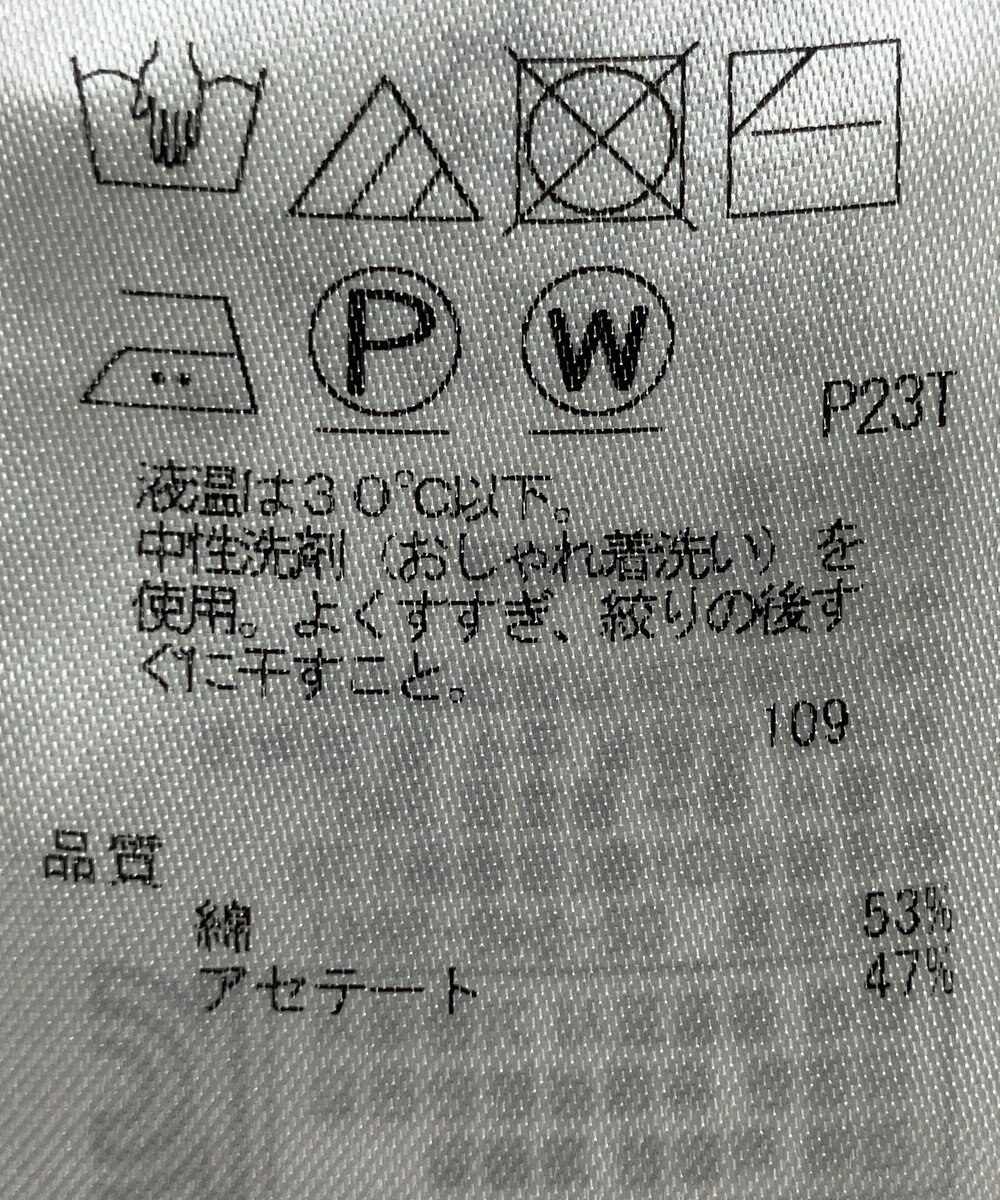 P
W
P23T
液温は30℃以下。
中性洗剤（おしゃれ着洗い）を
使用。よくすすぎ、絞りの後す
ぐに干すこと。
109
品質
綿 53%
アセテート 47%